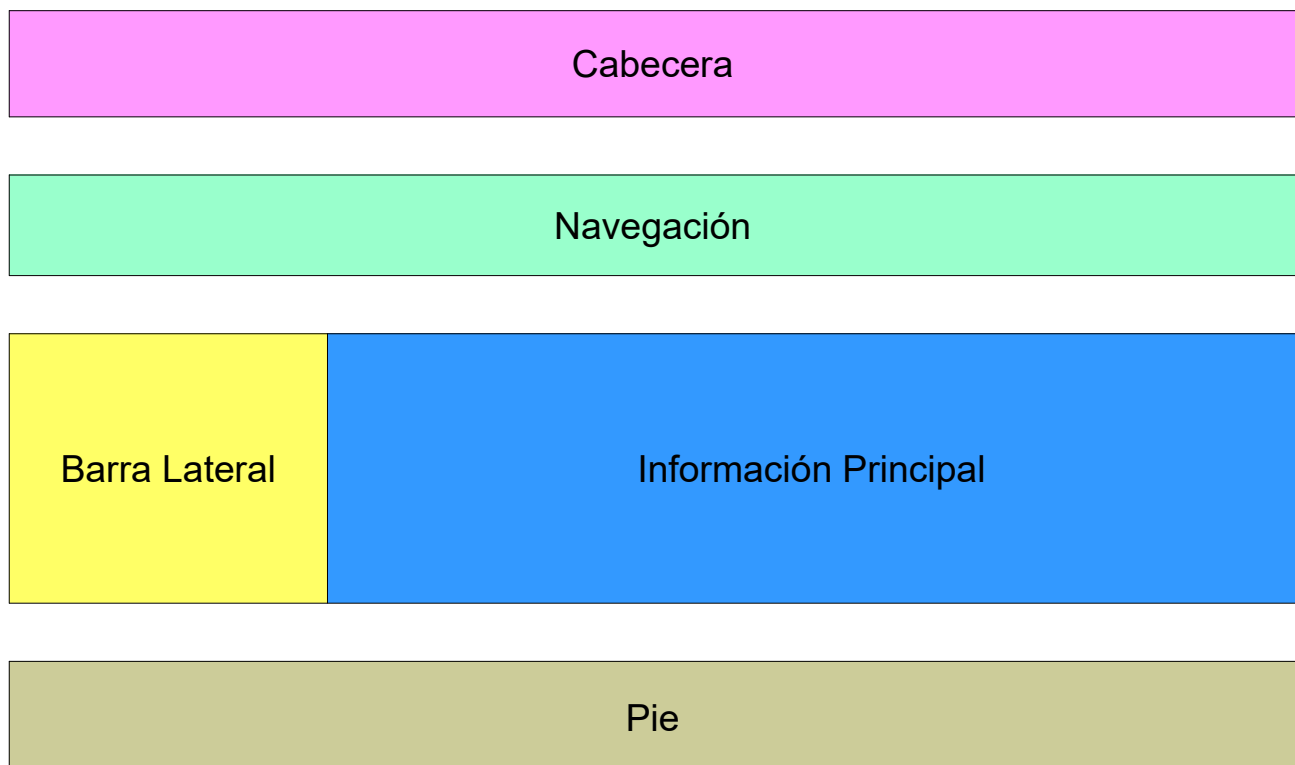 Cabecera
Navegación
Barra Lateral
Información Principal
Pie